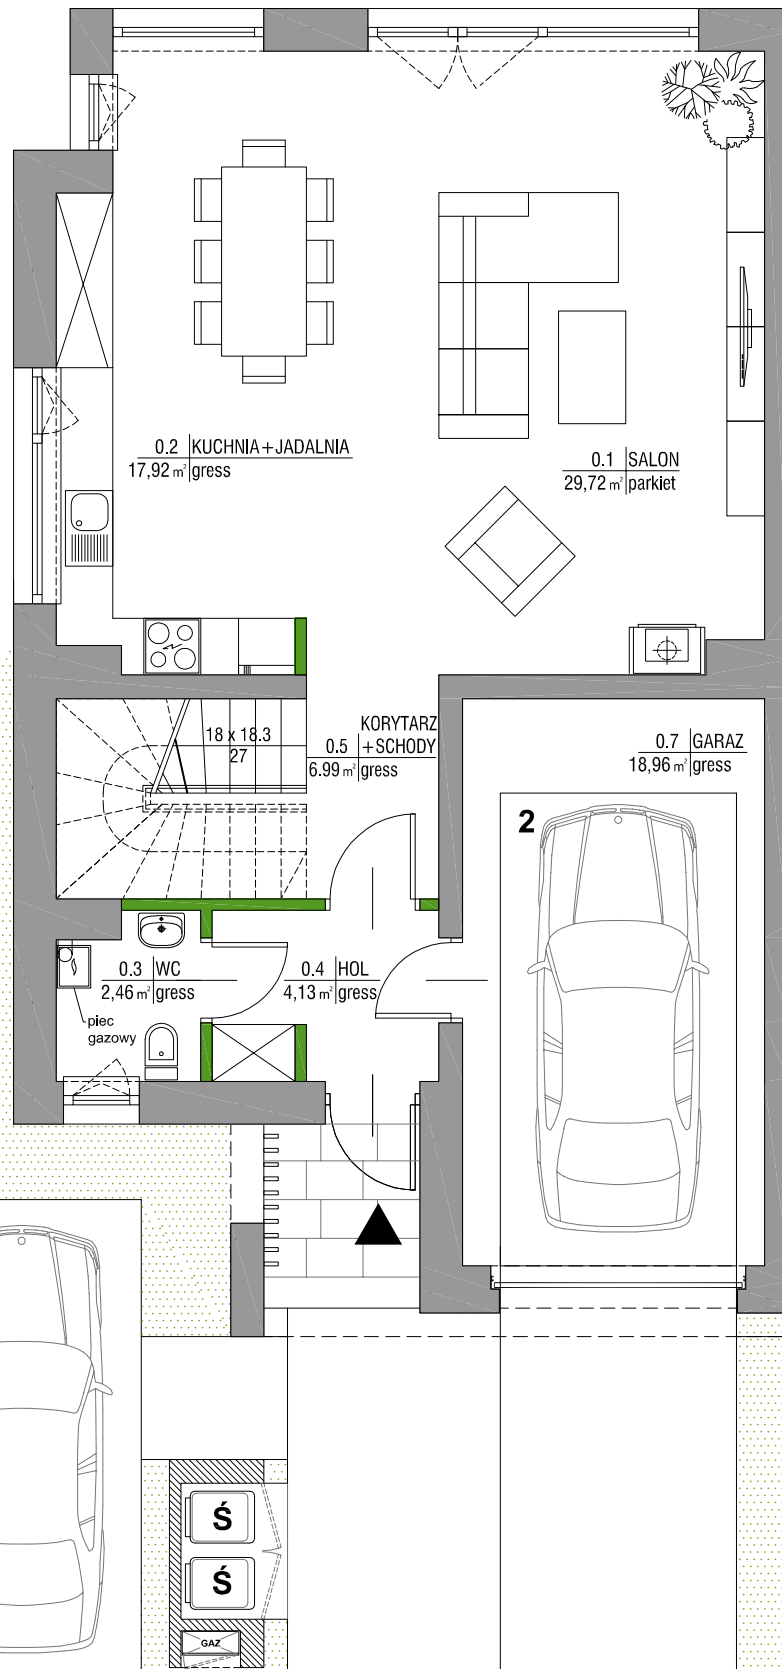 0.2 KUCHNIA+JADALNIA
17,92 m² gress
0.1 SALON
29,72 m² parkiet
18 x 18.3
27
KORYTARZ
0.5 +SCHODY
6.99 m² gress
0.7 GARAZ
18,96 m² gress
2
0.3 WC
2,46 m² gress
0.4 HOL
4,13 m² gress
piec
gazowy
Ś
Ś
GAZ